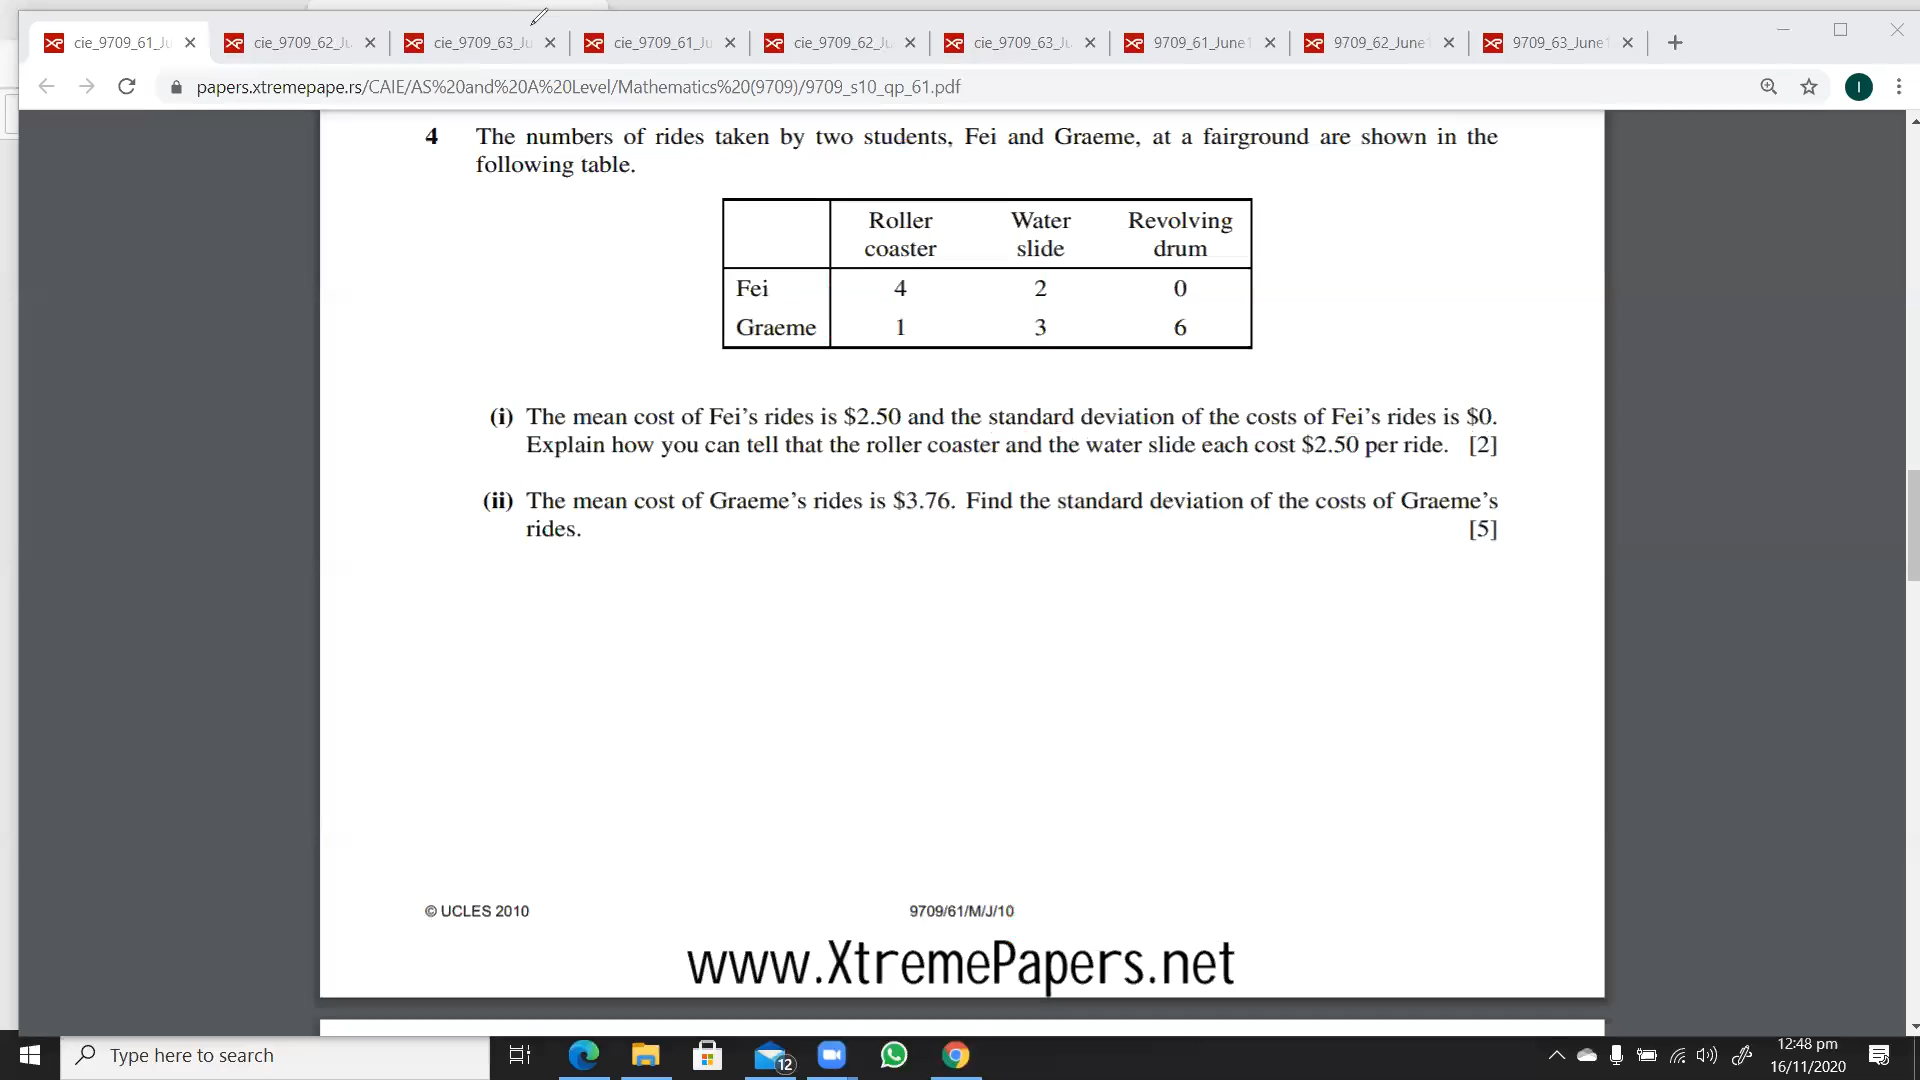 cie_9709_61_Ju
cie_9709_62_Ju
cie_9709_63_Ju
cie_9709_61_Ju
cie_9709_62_Ju
cie_9709_63_Ju
9709_61_June1
9709_62_June
9709_63_June
papers.xtremepape.rs/CAIE/AS%20and%20A%20Level/Mathematics%20(9709)/9709_s10_qp_61.pdf
I
4 The numbers of rides taken by two students, Fei and Graeme, at a fairground are shown in the
following table.
Roller Water Revolving
coaster slide drum
Fei 4 2 0
Graeme 1 3 6
(i) The mean cost of Fei’s rides is $2.50 and the standard deviation of the costs of Fei’s rides is $0.
Explain how you can tell that the roller coaster and the water slide each cost $2.50 per ride. [2]
(ii) The mean cost of Graeme’s rides is $3.76. Find the standard deviation of the costs of Graeme’s
rides. [5]
© UCLES 2010 9709/61/M/J/10
www.XtremePapers.net
Type here to search
12
12:48 pm
16/11/2020